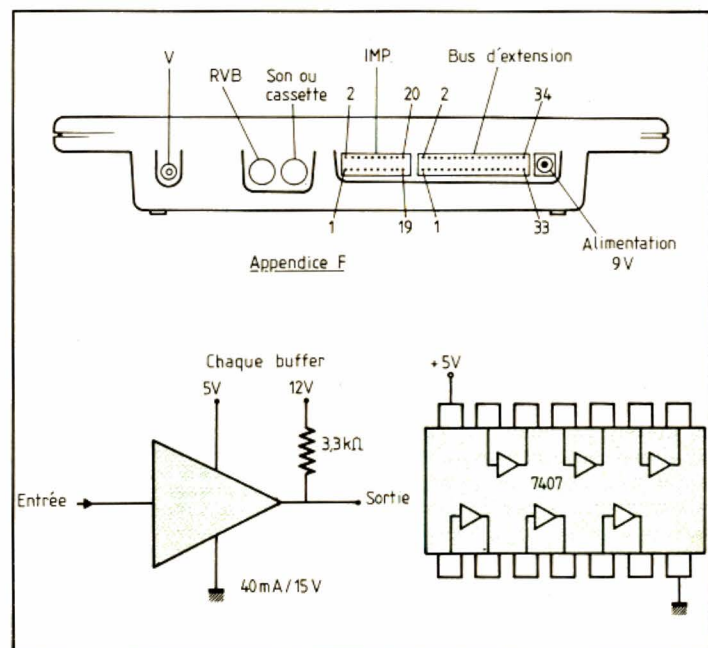 V
RVB
Son ou
cassette
IMP.
Bus d'extension
2
20
2
34
1
19
1
33
Alimentation
9V
Appendice F
Chaque buffer
5V
12V
3,3kΩ
Entrée
Sortie
40mA/15V
+5V
7407